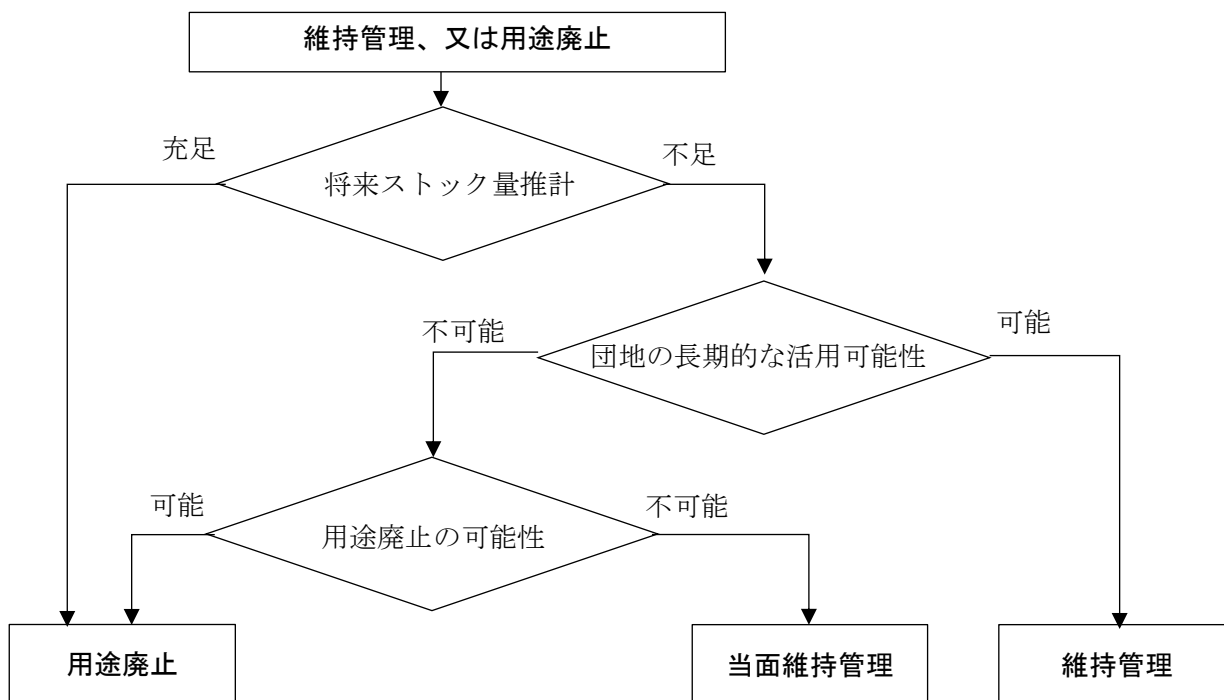 維持管理、又は用途廃止
充足
不足
将来ストック量推計
不可能
可能
団地の長期的な活用可能性
可能
不可能
用途廃止の可能性
用途廃止
当面維持管理
維持管理